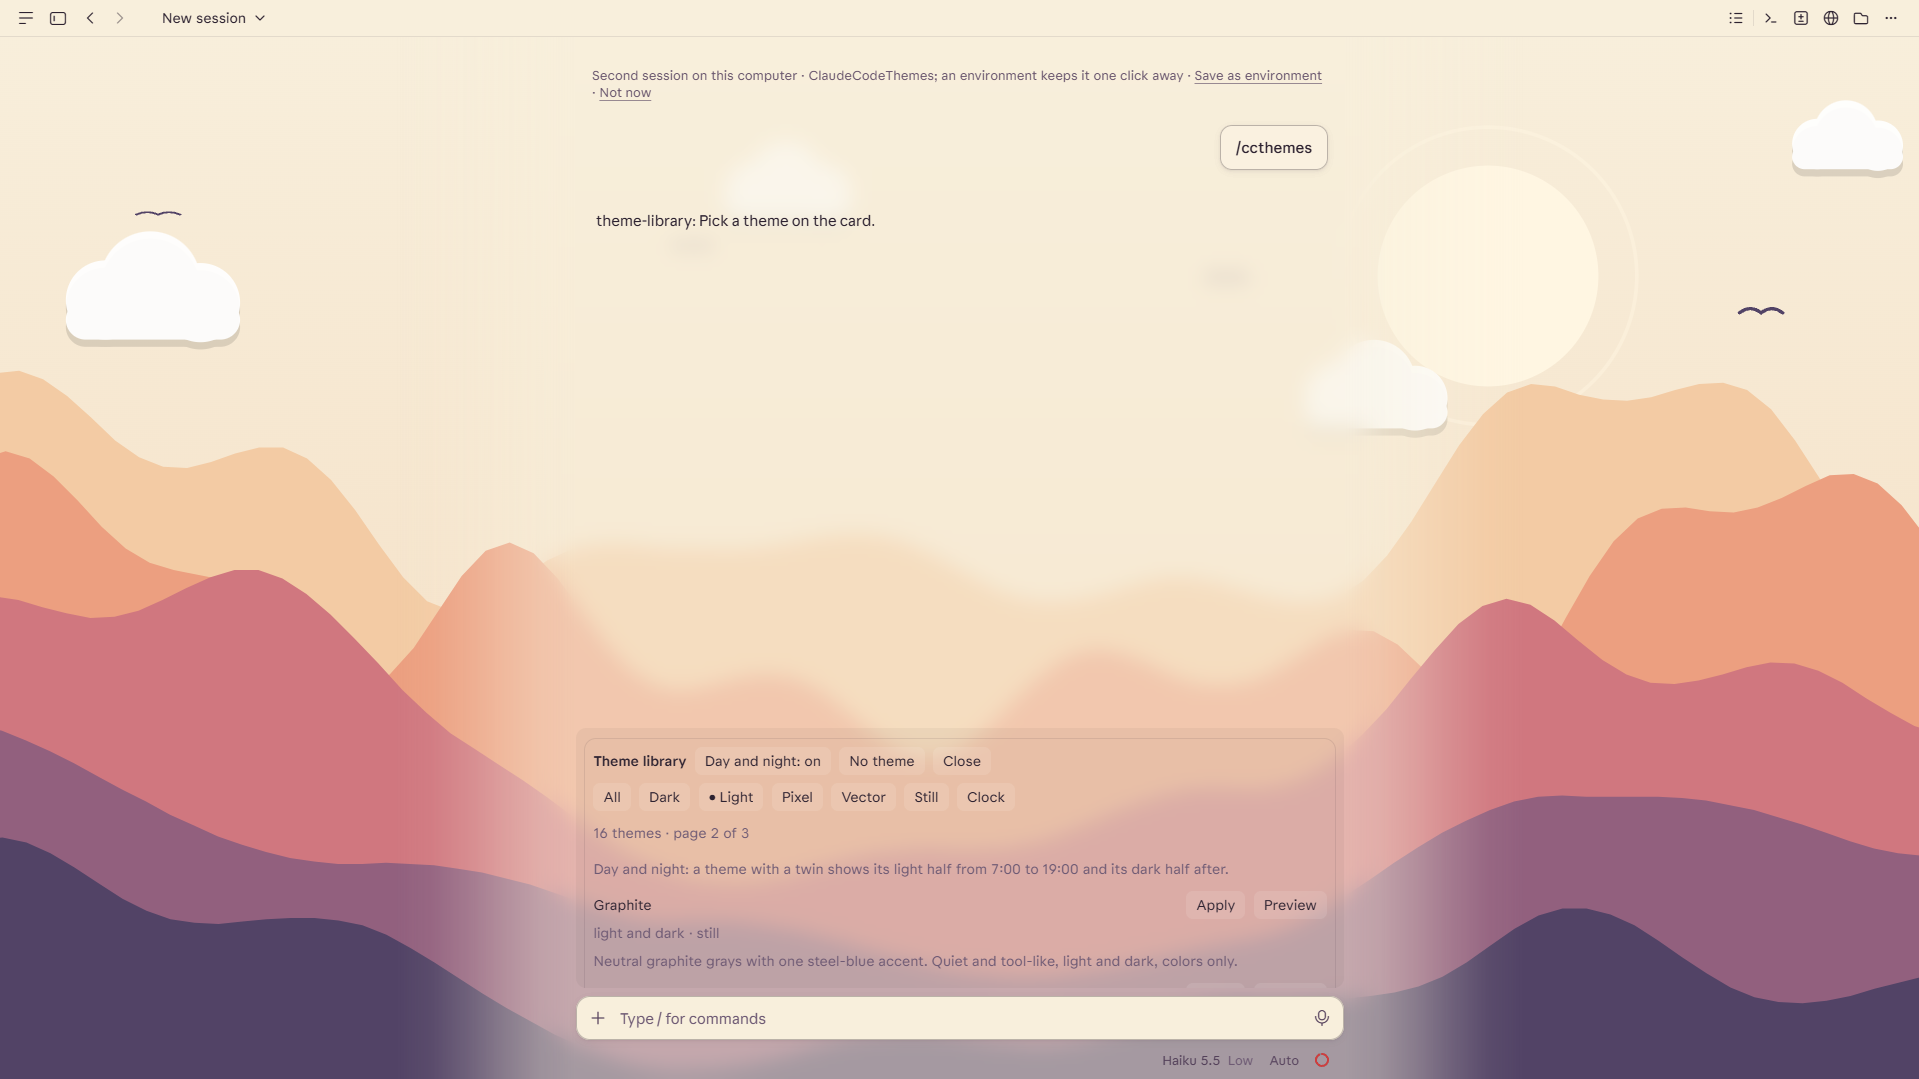 New session
Second session on this computer · ClaudeCodeThemes; an environment keeps it one click away · Save as environment
· Not now
/ccthemes
theme-library: Pick a theme on the card.
Theme library Day and night: on No theme Close
All Dark • Light Pixel Vector Still Clock
16 themes · page 2 of 3
Day and night: a theme with a twin shows its light half from 7:00 to 19:00 and its dark half after.
Graphite Apply Preview
light and dark · still
Neutral graphite grays with one steel-blue accent. Quiet and tool-like, light and dark, colors only.
Type / for commands
Haiku 5.5 Low Auto